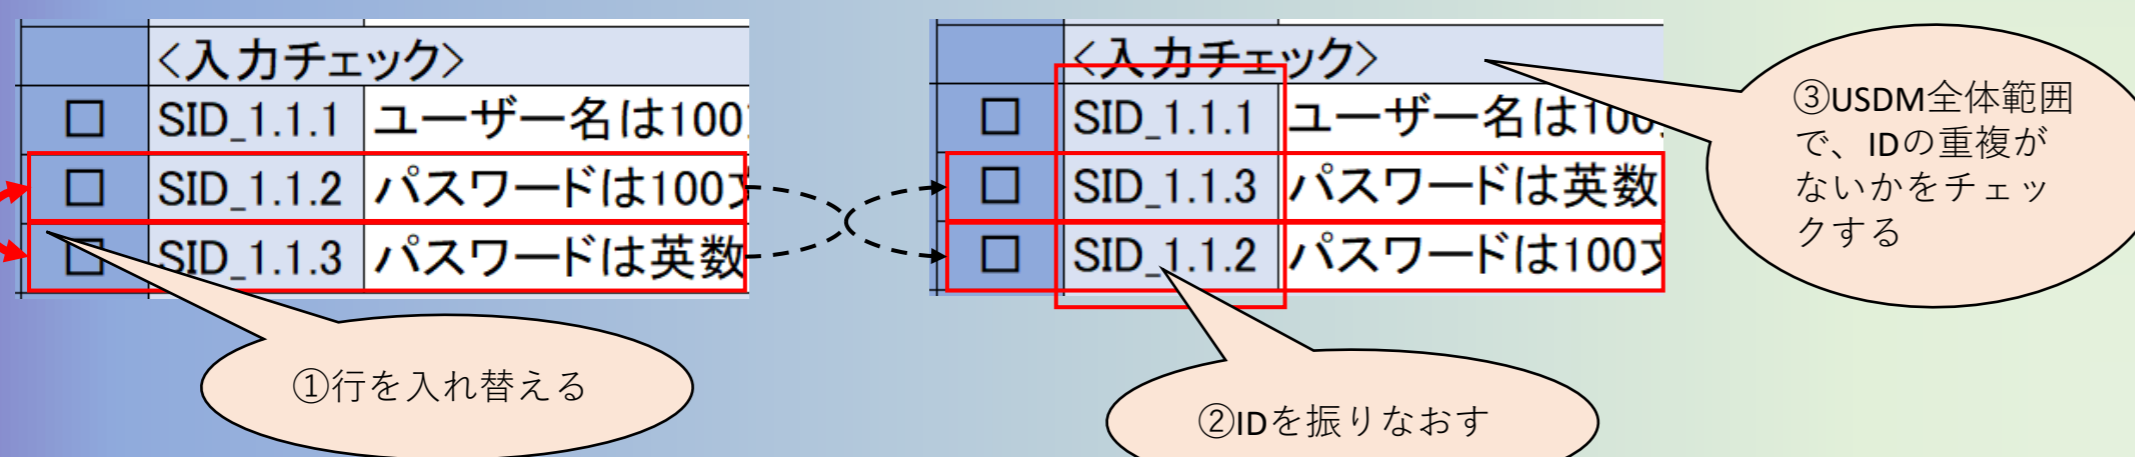 <入力チェック>
□ SID_1.1.1 ユーザー名は100
□ SID_1.1.2 パスワードは100文
□ SID_1.1.3 パスワードは英数
①行を入れ替える
<入力チェック>
□ SID_1.1.1 ユーザー名は100
□ SID_1.1.3 パスワードは英数
□ SID_1.1.2 パスワードは100文
②IDを振りなおす
③USDM全体範囲
で、IDの重複が
ないかをチェッ
クする